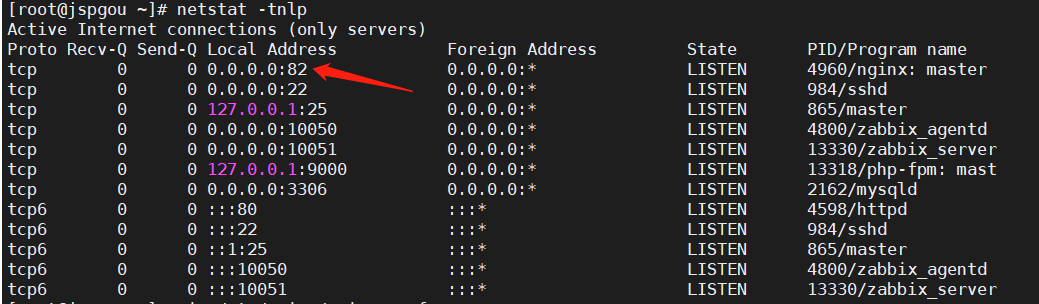 [root@jspgou ~]# netstat -tnlp
Active Internet connections (only servers)
Proto Recv-Q Send-Q Local Address           Foreign Address         State       PID/Program name
tcp        0      0 0.0.0.0:82              0.0.0.0:*               LISTEN      4960/nginx: master
tcp        0      0 0.0.0.0:22              0.0.0.0:*               LISTEN      984/sshd
tcp        0      0 127.0.0.1:25            0.0.0.0:*               LISTEN      865/master
tcp        0      0 0.0.0.0:10050           0.0.0.0:*               LISTEN      4800/zabbix_agentd
tcp        0      0 0.0.0.0:10051           0.0.0.0:*               LISTEN      13330/zabbix_server
tcp        0      0 127.0.0.1:9000          0.0.0.0:*               LISTEN      13318/php-fpm: mast
tcp        0      0 0.0.0.0:3306            0.0.0.0:*               LISTEN      2162/mysqld
tcp6       0      0 :::80                   :::*                    LISTEN      4598/httpd
tcp6       0      0 :::22                   :::*                    LISTEN      984/sshd
tcp6       0      0 ::1:25                  :::*                    LISTEN      865/master
tcp6       0      0 :::10050                :::*                    LISTEN      4800/zabbix_agentd
tcp6       0      0 :::10051                :::*                    LISTEN      13330/zabbix_server